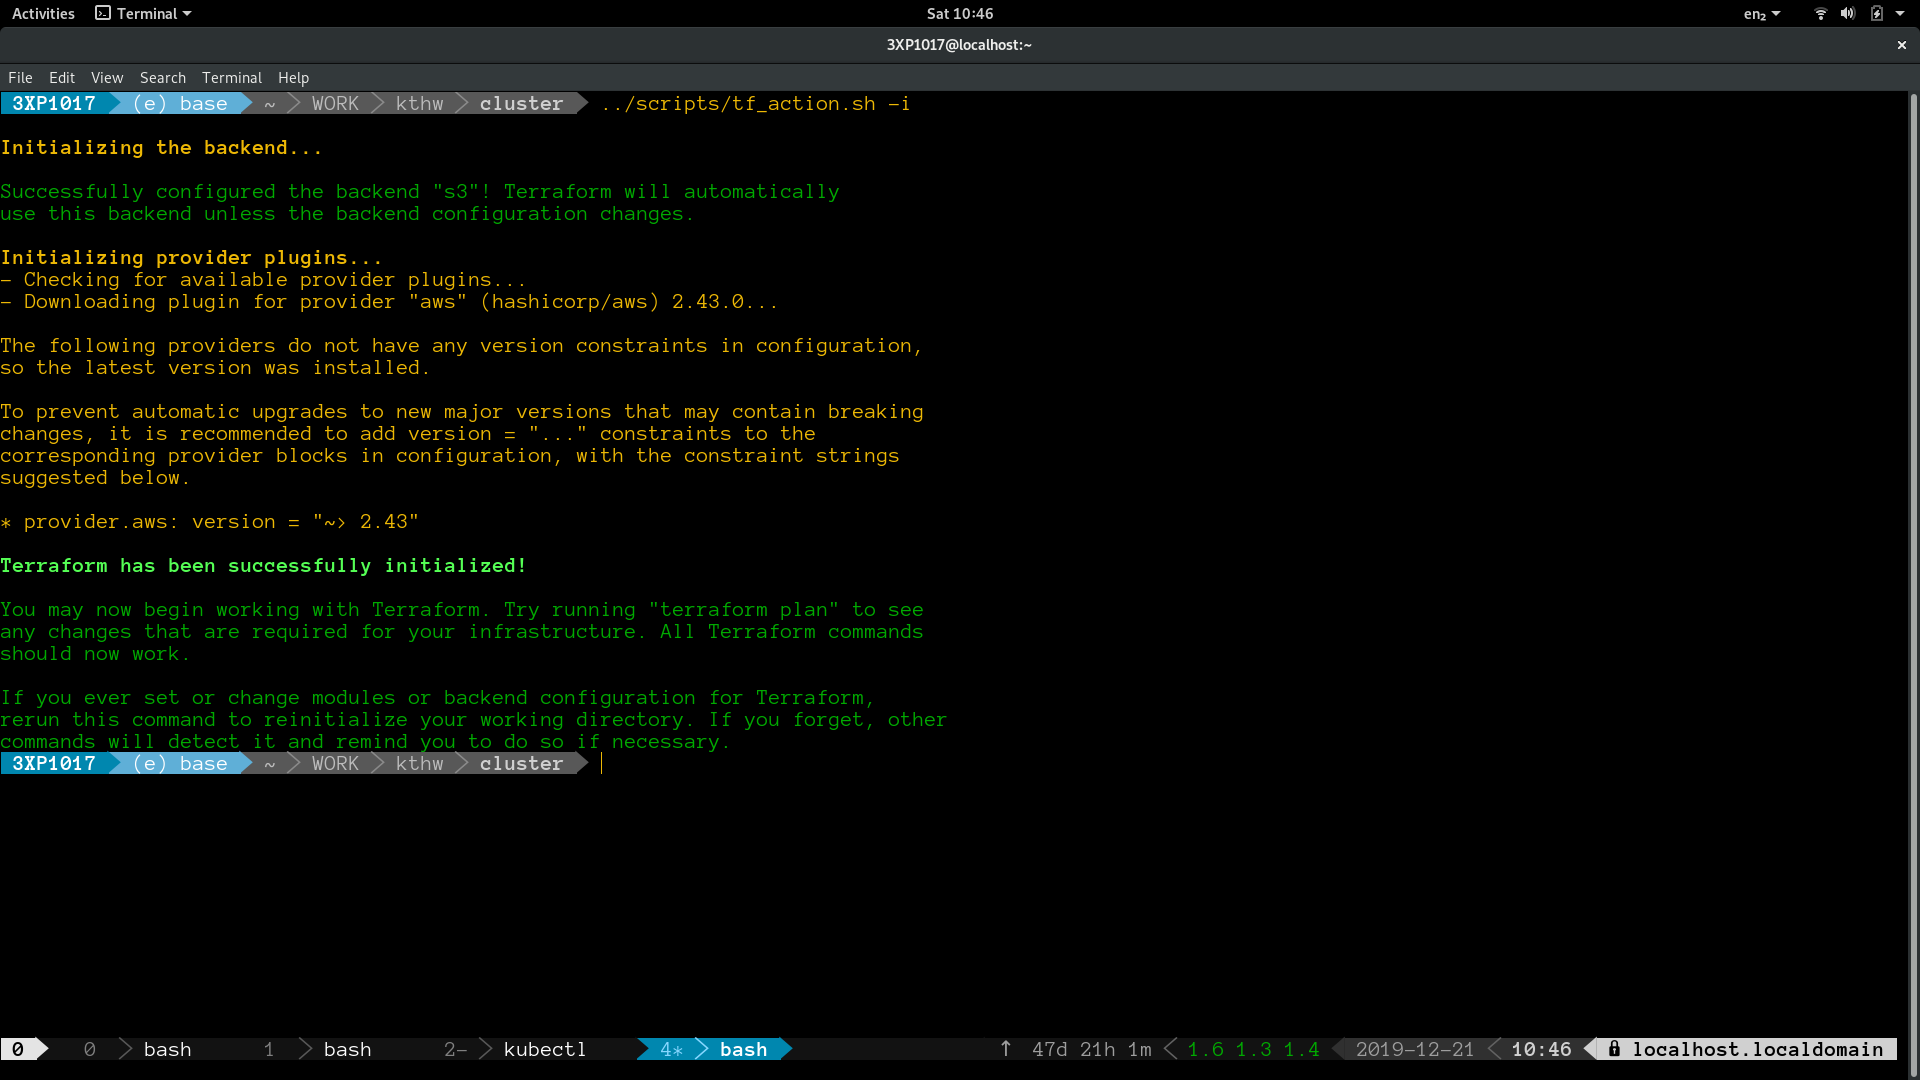 Activities Terminal Sat 10:46 en₂
3XP1017@localhost:~ ×
File Edit View Search Terminal Help
3XP1017 (e) base ~ WORK kthw cluster ../scripts/tf_action.sh -i
Initializing the backend...
Successfully configured the backend "s3"! Terraform will automatically
use this backend unless the backend configuration changes.
Initializing provider plugins...
- Checking for available provider plugins...
- Downloading plugin for provider "aws" (hashicorp/aws) 2.43.0...
The following providers do not have any version constraints in configuration,
so the latest version was installed.
To prevent automatic upgrades to new major versions that may contain breaking
changes, it is recommended to add version = "..." constraints to the
corresponding provider blocks in configuration, with the constraint strings
suggested below.
* provider.aws: version = "~> 2.43"
Terraform has been successfully initialized!
You may now begin working with Terraform. Try running "terraform plan" to see
any changes that are required for your infrastructure. All Terraform commands
should now work.
If you ever set or change modules or backend configuration for Terraform,
rerun this command to reinitialize your working directory. If you forget, other
commands will detect it and remind you to do so if necessary.
3XP1017 (e) base ~ WORK kthw cluster
0 0 bash 1 bash 2- kubectl 4* bash ↑ 47d 21h 1m 1.6 1.3 1.4 2019-12-21 10:46 localhost.localdomain